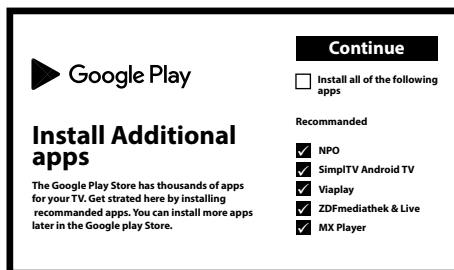 Google Play
Install Additional
apps
The Google Play Store has thousands of apps
for your TV. Get strated here by installing
recommanded apps. You can install more apps
later in the Google play Store.
Continue
Install all of the following
apps
Recommanded
NPO
SimplTV Android TV
Viaplay
ZDFmediathek & Live
MX Player